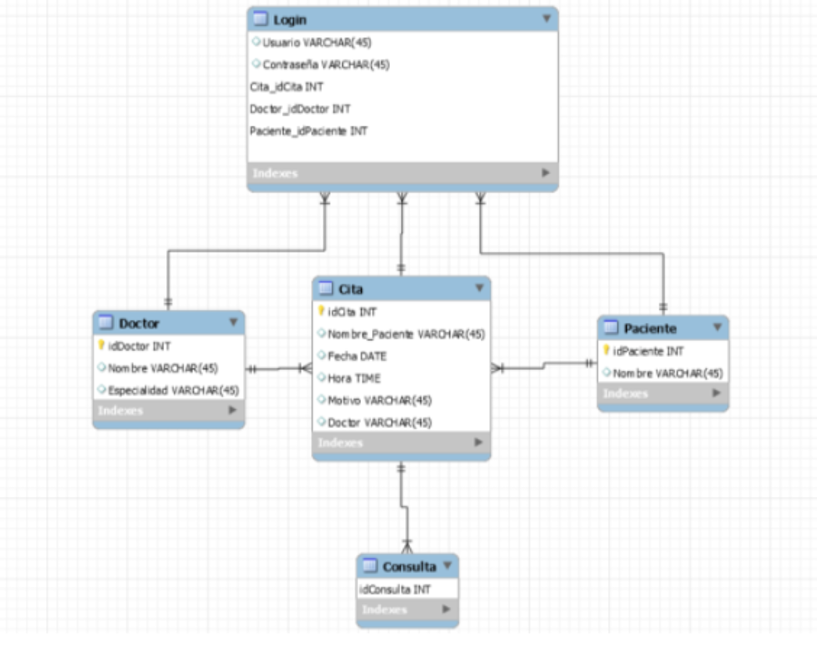 Login
Usuario VARCHAR(45)
Contraseña VARCHAR(45)
Cita_idCita INT
Doctor_idDoctor INT
Paciente_idPaciente INT
Indexes
Doctor
idDoctor INT
Nombre VARCHAR(45)
Especialidad VARCHAR(45)
Indexes
Cita
idCita INT
Nombre_Paciente VARCHAR(45)
Fecha DATE
Hora TIME
Motivo VARCHAR(45)
Doctor VARCHAR(45)
Indexes
Paciente
idPaciente INT
Nombre VARCHAR(45)
Indexes
Consulta
idConsulta INT
Indexes